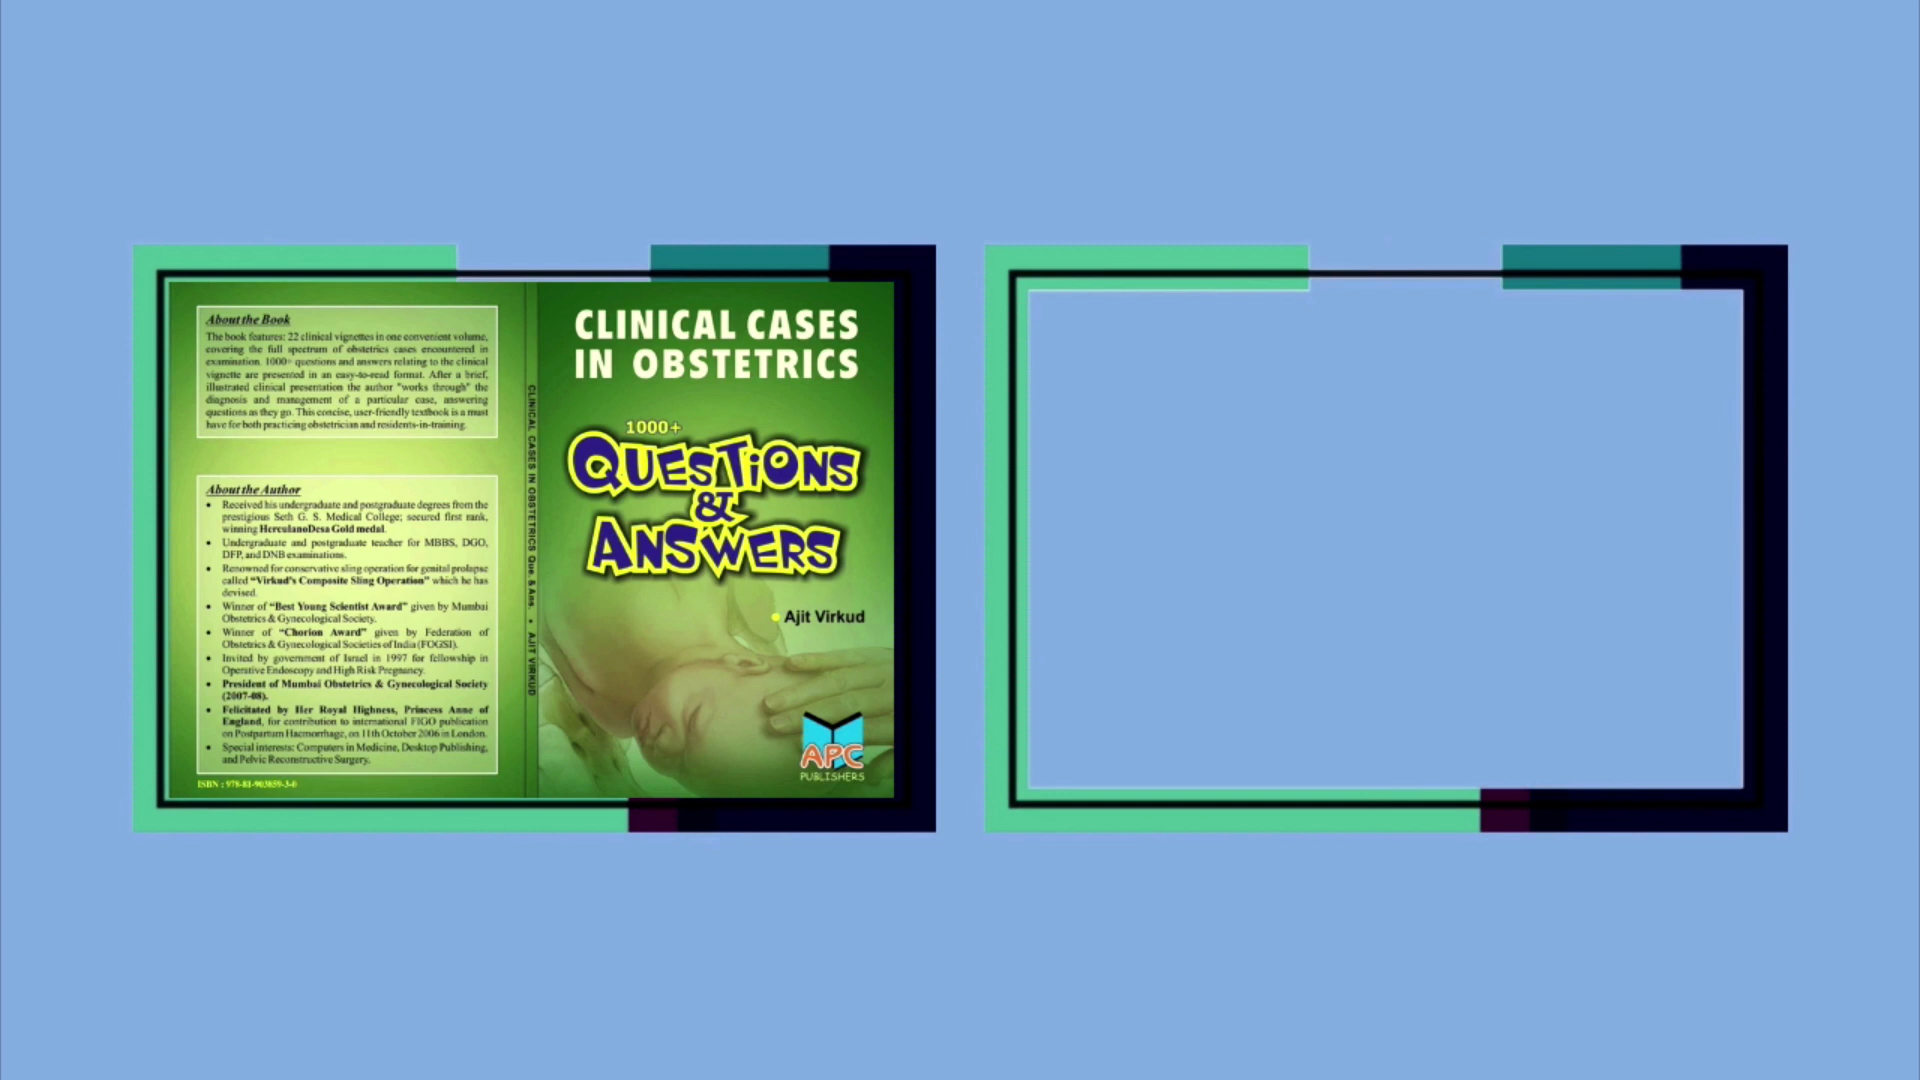 About the Book
The book features: 22 clinical vignettes in one convenient volume,
covering the full spectrum of obstetrics cases encountered in
examination. 1000+ questions and answers relating to the clinical
vignette are presented in an easy-to-read format. After a brief,
illustrated clinical presentation the author "works through" the
diagnosis and management of a particular case, answering
questions as they go. This concise, user-friendly textbook is a must
have for both practicing obstetrician and residents-in-training.
About the Author
• Received his undergraduate and postgraduate degrees from the
prestigious Seth G. S. Medical College; secured first rank,
winning HerculanoDesa Gold medal.
• Undergraduate and postgraduate teacher for MBBS, DGO,
DFP, and DNB examinations.
• Renowned for conservative sling operation for genital prolapse
called "Virkud's Composite Sling Operation" which he has
devised.
• Winner of "Best Young Scientist Award" given by Mumbai
Obstetrics & Gynecological Society.
• Winner of "Chorion Award" given by Federation of
Obstetrics & Gynecological Societies of India (FOGSI).
• Invited by government of Israel in 1997 for fellowship in
Operative Endoscopy and High Risk Pregnancy.
• President of Mumbai Obstetrics & Gynecological Society
(2007-08).
• Felicitated by Her Royal Highness, Princess Anne of
England, for contribution to international FIGO publication
on Postpartum Haemorrhage, on 11th October 2006 in London.
• Special interests: Computers in Medicine, Desktop Publishing,
and Pelvic Reconstructive Surgery.
ISBN : 978-81-903859-3-0
CLINICAL CASES IN OBSTETRICS Que. & Ans. • AJIT VIRKUD
CLINICAL CASES
IN OBSTETRICS
1000+
QUESTIONS
&
ANSWERS
• Ajit Virkud
APC
PUBLISHERS